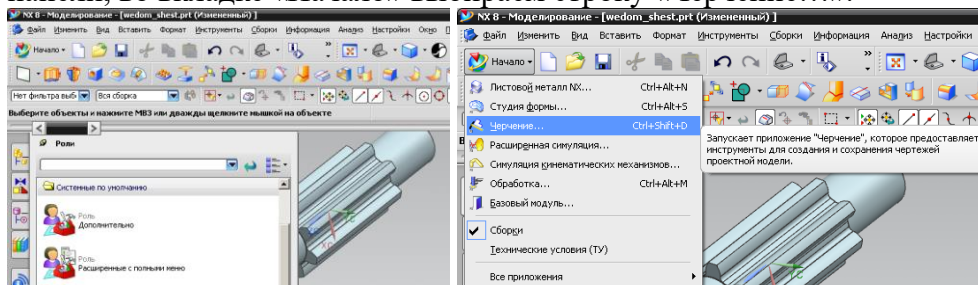 NX 8 - Моделирование - [wedom_shest.prt (Измененный) ]
Файл Изменить Вид Вставить Формат Инструменты Сборки Информация Анализ Настройки Окно
Начало
Нет фильтра выб Вся сборка
Выберите объекты и нажмите МВ3 или дважды щелкните мышкой на объекте
Роли
Системные по умолчанию
Роль
Дополнительно
Роль
Расширенные с полным меню
NX 8 - Моделирование - [wedom_shest.prt (Измененный) ]
Файл Изменить Вид Вставить Формат Инструменты Сборки Информация Анализ Настройки
Начало
Листовой металл NX... Ctrl+Alt+N
Студия формы... Ctrl+Alt+S
Черчение... Ctrl+Shift+D
Расширенная симуляция...
Симуляция кинематических механизмов...
Обработка... Ctrl+Alt+M
Базовый модуль...
Сборки
Технические условия (ТУ)
Все приложения
Запускает приложение "Черчение", которое предоставляет
инструменты для создания и сохранения чертежей
проектной модели.